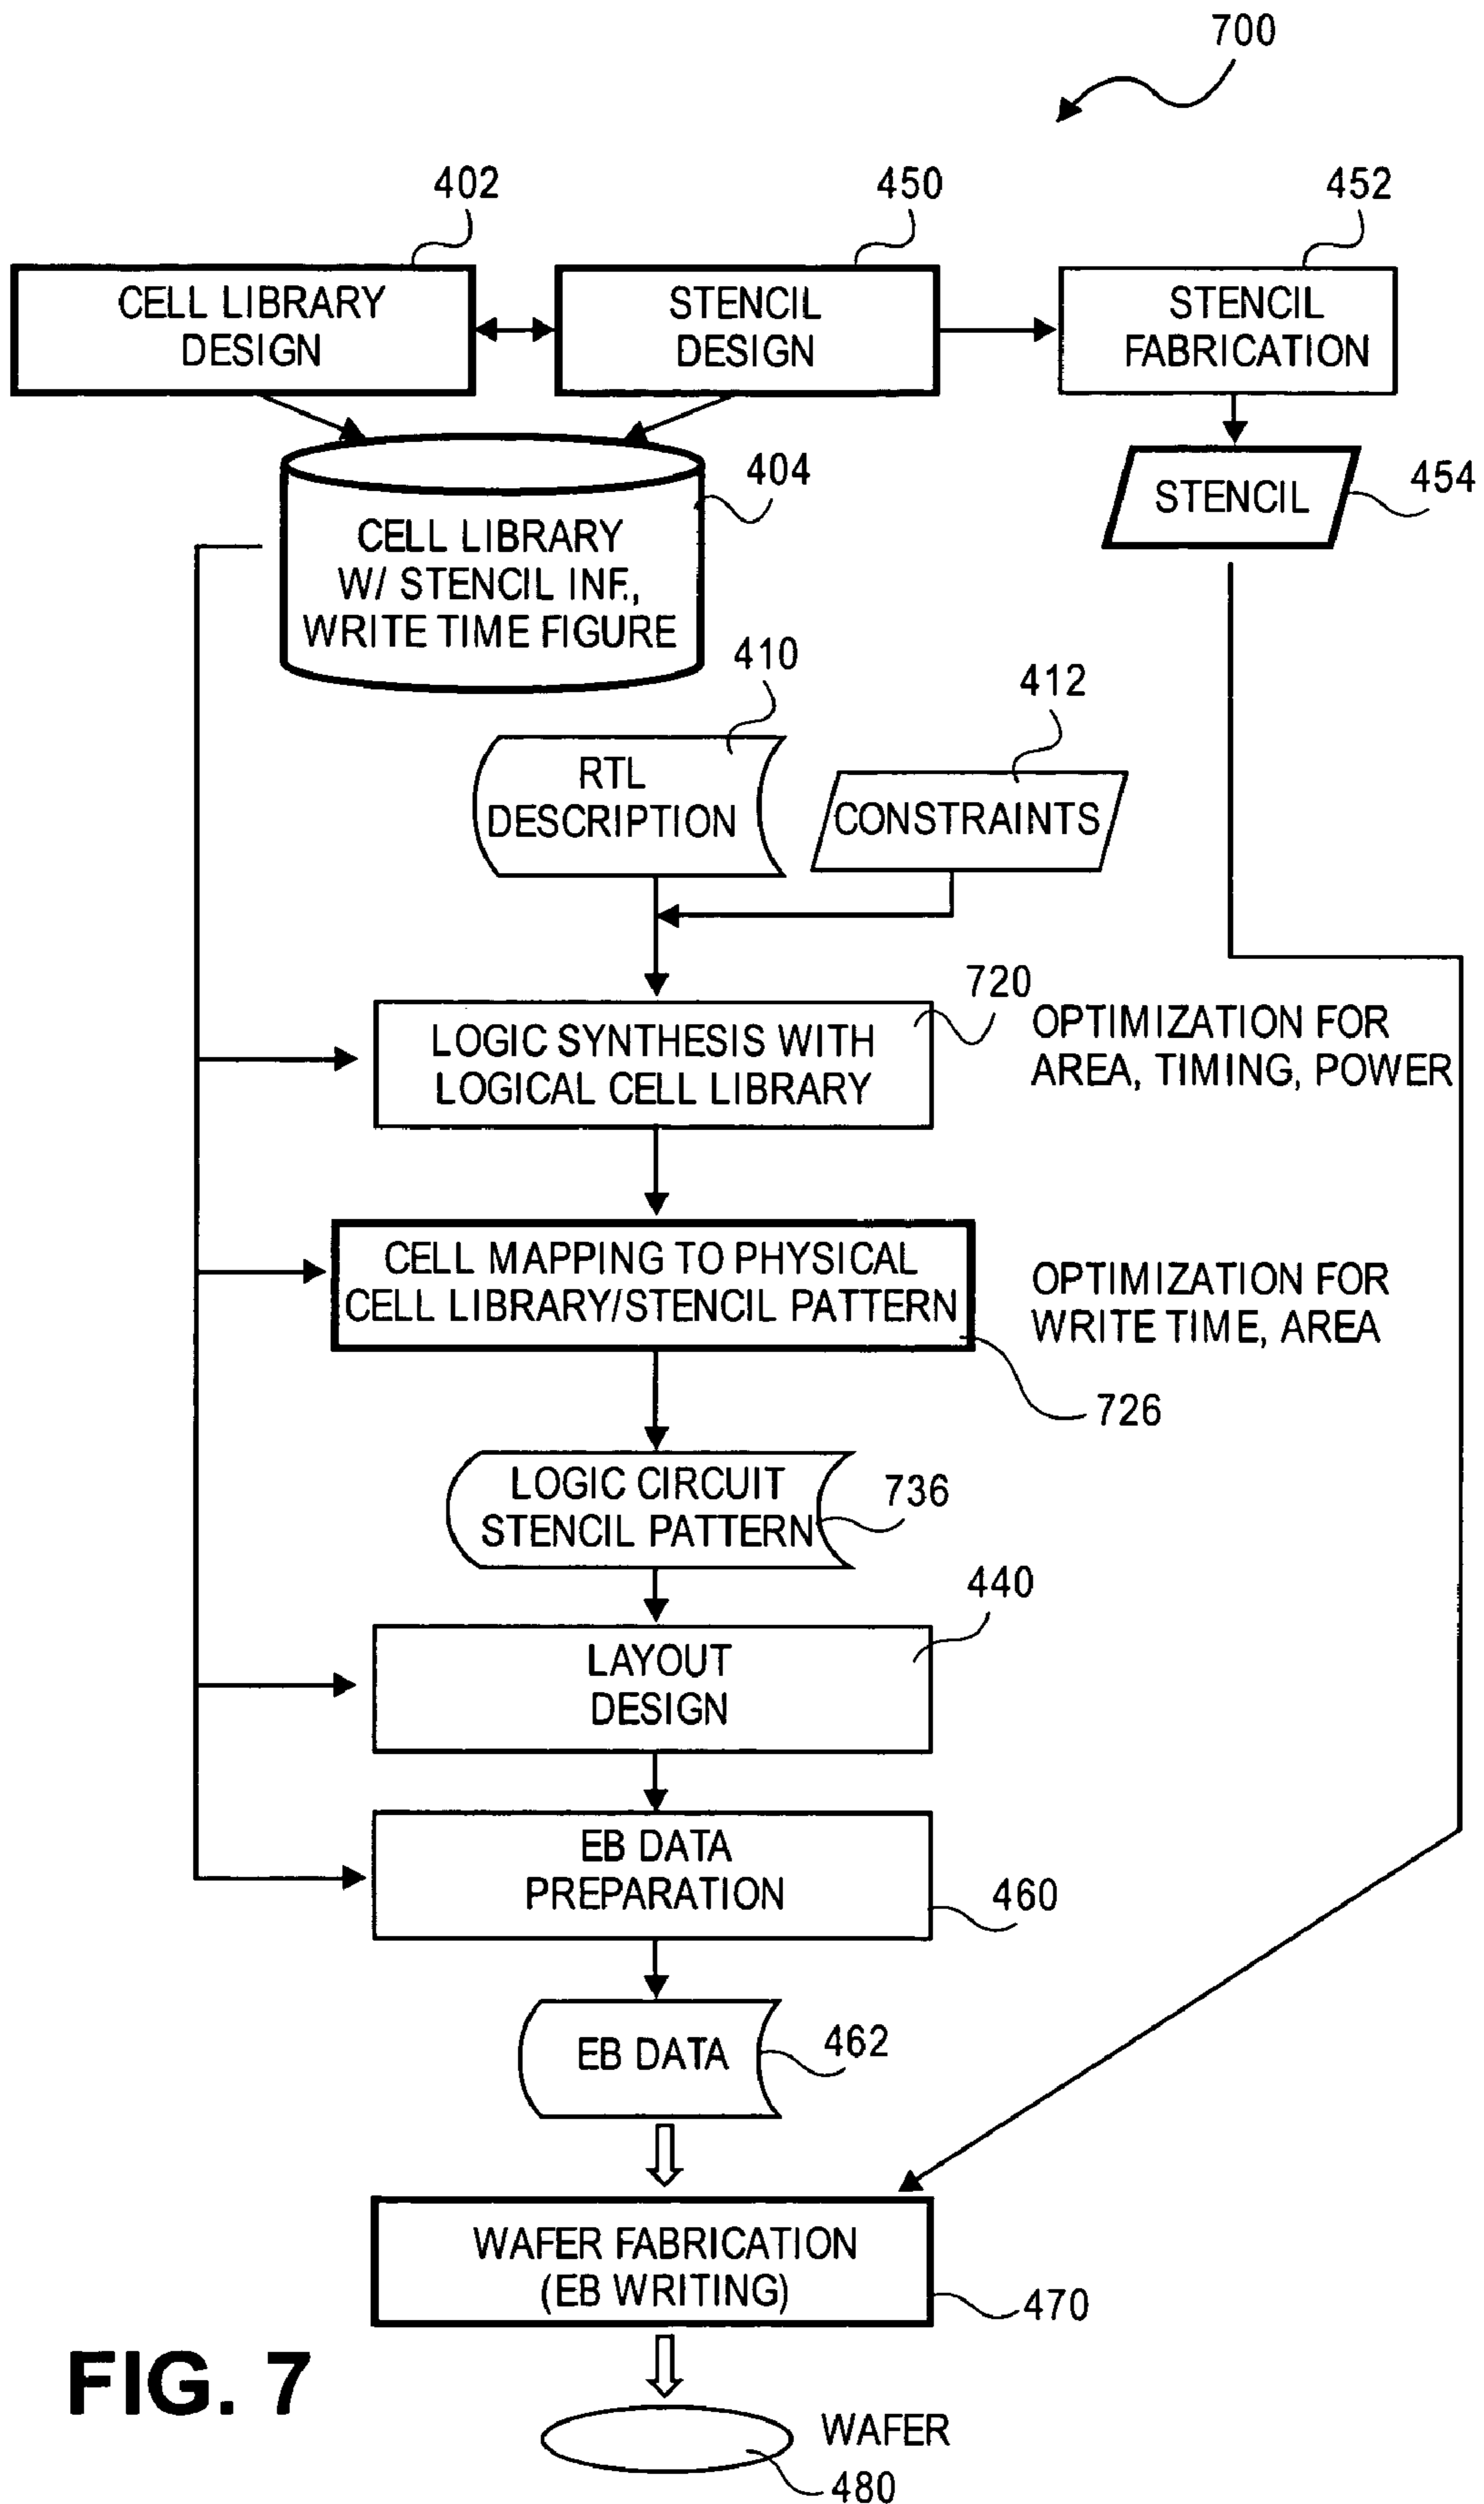 700
402
450
452
CELL LIBRARY
DESIGN
STENCIL
DESIGN
STENCIL
FABRICATION
404
454
STENCIL
CELL LIBRARY
W/ STENCIL INF.,
WRITE TIME FIGURE
410
412
RTL
DESCRIPTION
CONSTRAINTS
720
LOGIC SYNTHESIS WITH
LOGICAL CELL LIBRARY
OPTIMIZATION FOR
AREA, TIMING, POWER
CELL MAPPING TO PHYSICAL
CELL LIBRARY/STENCIL PATTERN
OPTIMIZATION FOR
WRITE TIME, AREA
726
LOGIC CIRCUIT
STENCIL PATTERN
736
440
LAYOUT
DESIGN
EB DATA
PREPARATION
460
EB DATA
462
WAFER FABRICATION
(EB WRITING)
470
FIG. 7
WAFER
480